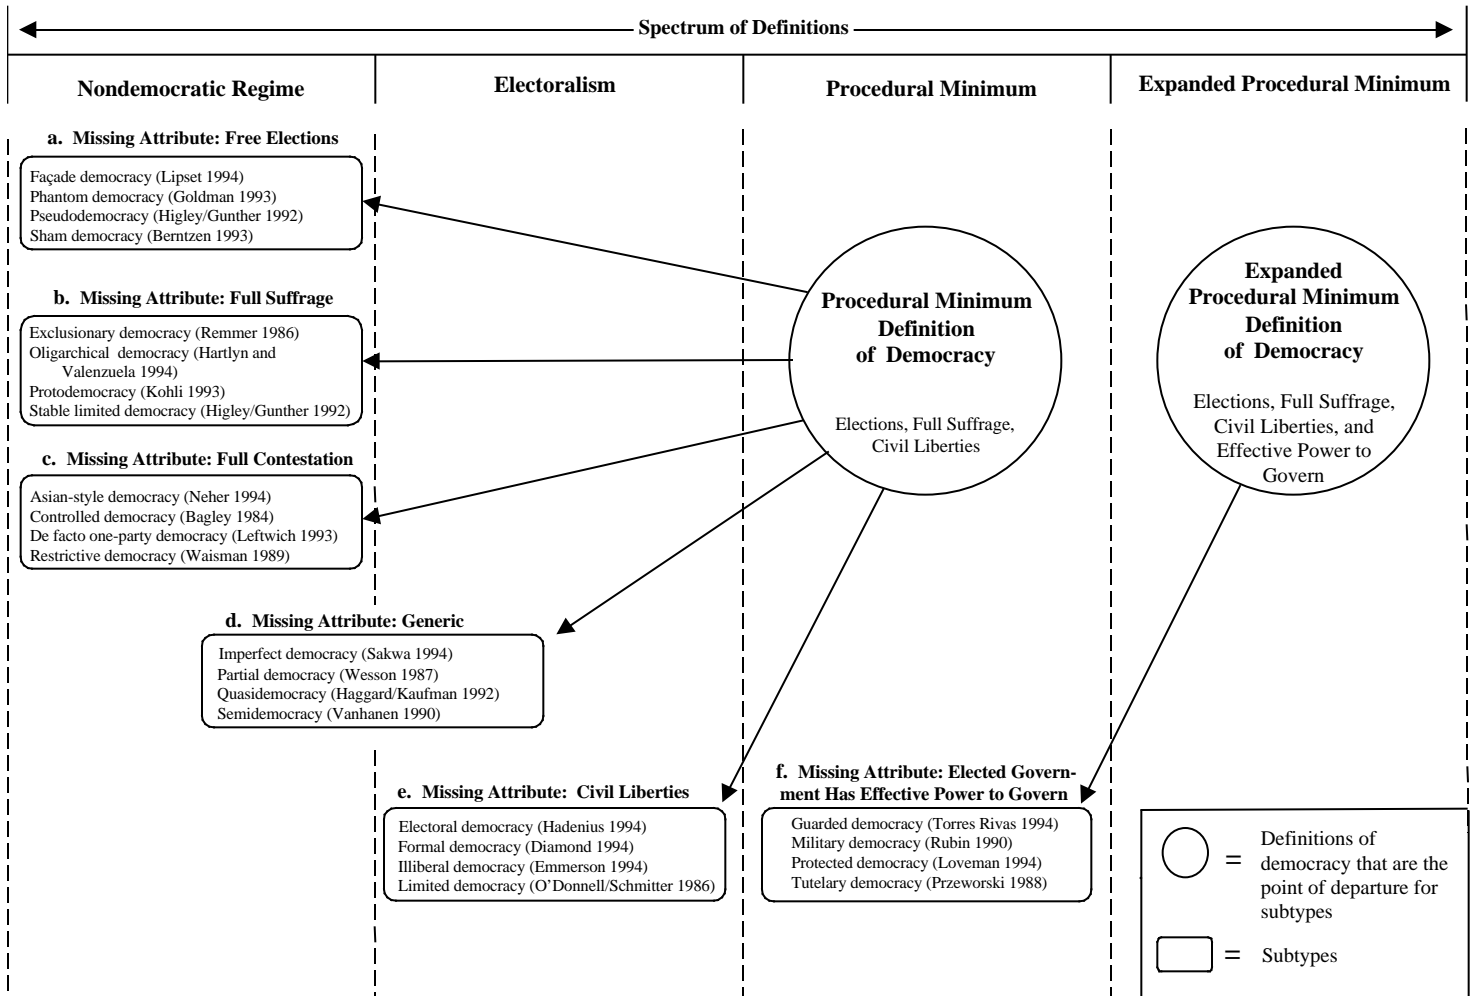 Spectrum of Definitions
Nondemocratic Regime
Electoralism
Procedural Minimum
Expanded Procedural Minimum
a. Missing Attribute: Free Elections
Façade democracy (Lipset 1994)
Phantom democracy (Goldman 1993)
Pseudodemocracy (Higley/Gunther 1992)
Sham democracy (Berntzen 1993)
b. Missing Attribute: Full Suffrage
Exclusionary democracy (Remmer 1986)
Oligarchical democracy (Hartlyn and
Valenzuela 1994)
Protodemocracy (Kohli 1993)
Stable limited democracy (Higley/Gunther 1992)
c. Missing Attribute: Full Contestation
Asian-style democracy (Neher 1994)
Controlled democracy (Bagley 1984)
De facto one-party democracy (Leftwich 1993)
Restrictive democracy (Waisman 1989)
d. Missing Attribute: Generic
Imperfect democracy (Sakwa 1994)
Partial democracy (Wesson 1987)
Quasidemocracy (Haggard/Kaufman 1992)
Semidemocracy (Vanhanen 1990)
e. Missing Attribute: Civil Liberties
Electoral democracy (Hadenius 1994)
Formal democracy (Diamond 1994)
Illiberal democracy (Emmerson 1994)
Limited democracy (O’Donnell/Schmitter 1986)
Procedural Minimum
Definition
of Democracy
Elections, Full Suffrage,
Civil Liberties
f. Missing Attribute: Elected Govern-
ment Has Effective Power to Govern
Guarded democracy (Torres Rivas 1994)
Military democracy (Rubin 1990)
Protected democracy (Loveman 1994)
Tutelary democracy (Przeworski 1988)
Expanded
Procedural Minimum
Definition
of Democracy
Elections, Full Suffrage,
Civil Liberties, and
Effective Power to
Govern
= Definitions of
democracy that are the
point of departure for
subtypes
= Subtypes